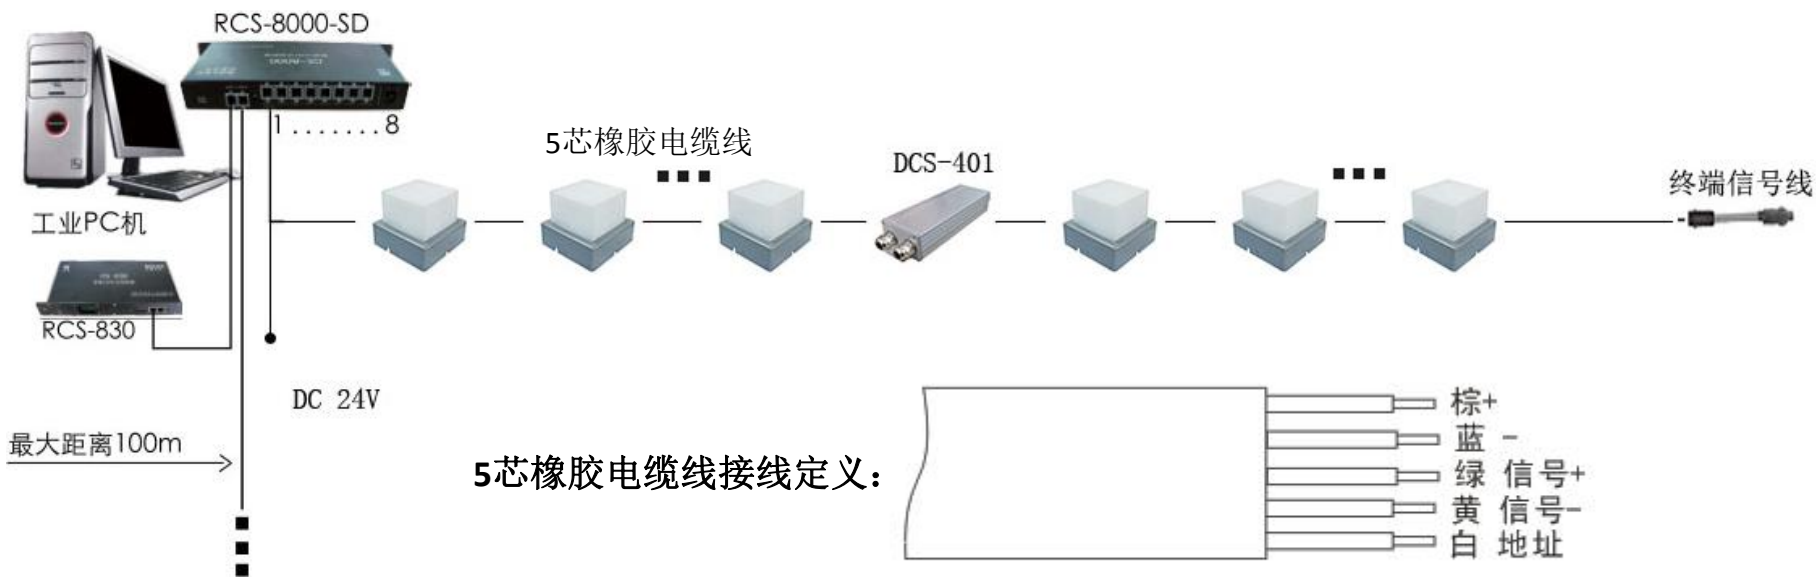 RCS-8000-SD
1.......8
5芯橡胶电缆线
DCS-401
终端信号线
工业PC机
RCS-830
DC 24V
最大距离100m
5芯橡胶电缆线接线定义：
棕+
蓝 -
绿 信号+
黄 信号-
白 地址